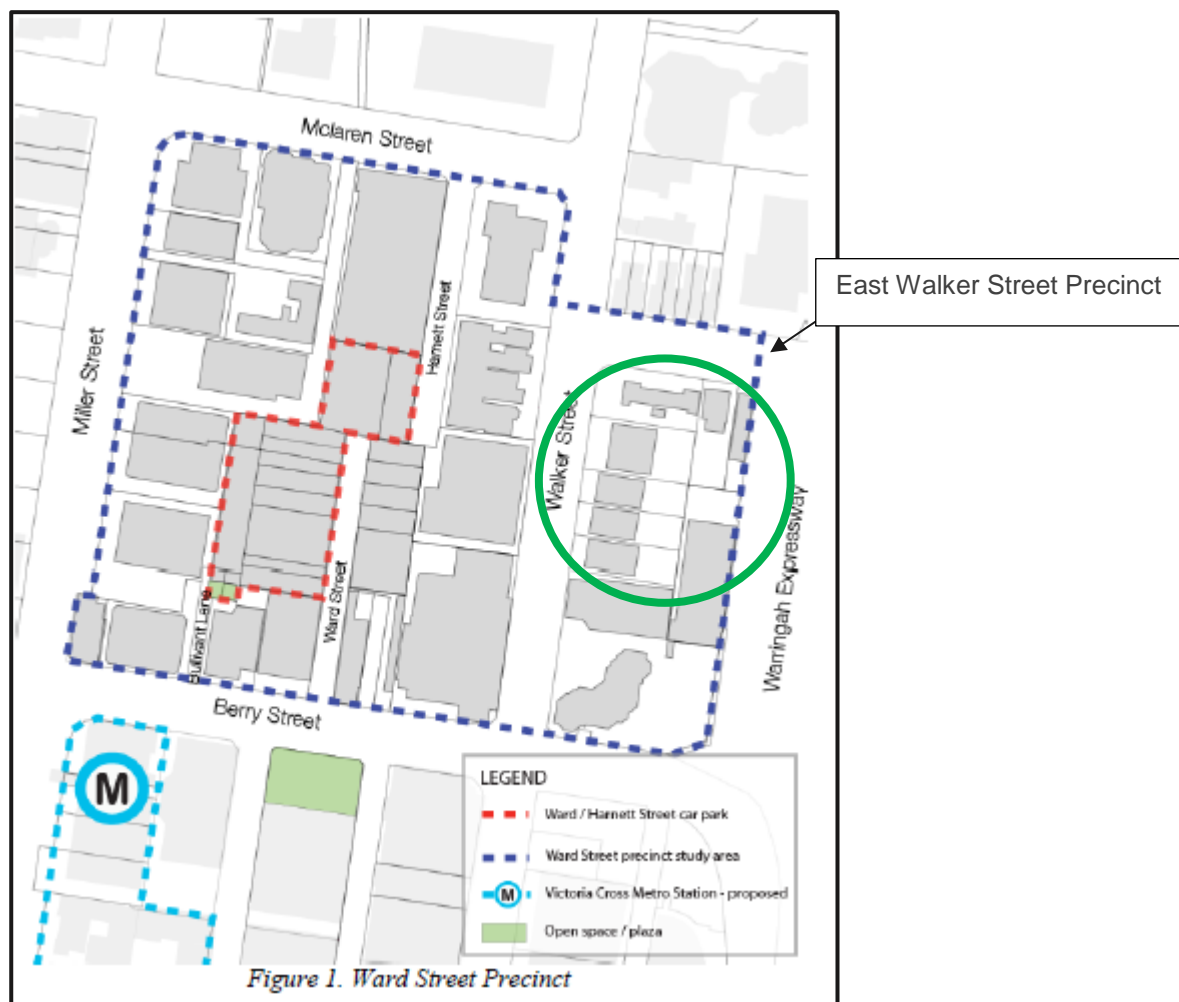 Mclaren Street
East Walker Street Precinct
Harnett Street
Miller Street
Walker Street
Warringah Expressway
Ward Street
Bullivant Lane
Berry Street
M
LEGEND
Ward / Harnett Street car park
Ward Street precinct study area
M
Victoria Cross Metro Station - proposed
Open space / plaza
Figure 1. Ward Street Precinct